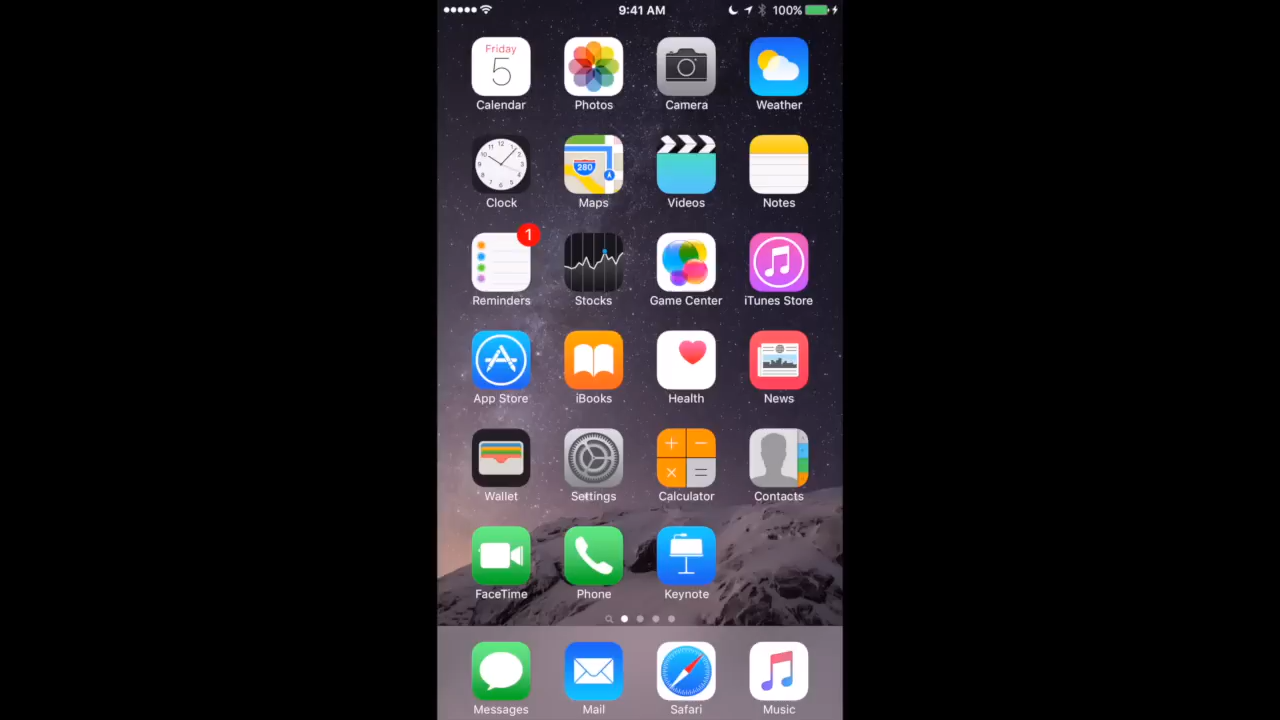 9:41 AM 100%
Friday
5
Calendar Photos Camera Weather
12
280
Clock Maps Videos Notes
1
Reminders Stocks Game Center iTunes Store
App Store iBooks Health News
Wallet Settings Calculator Contacts
FaceTime Phone Keynote
Messages Mail Safari Music